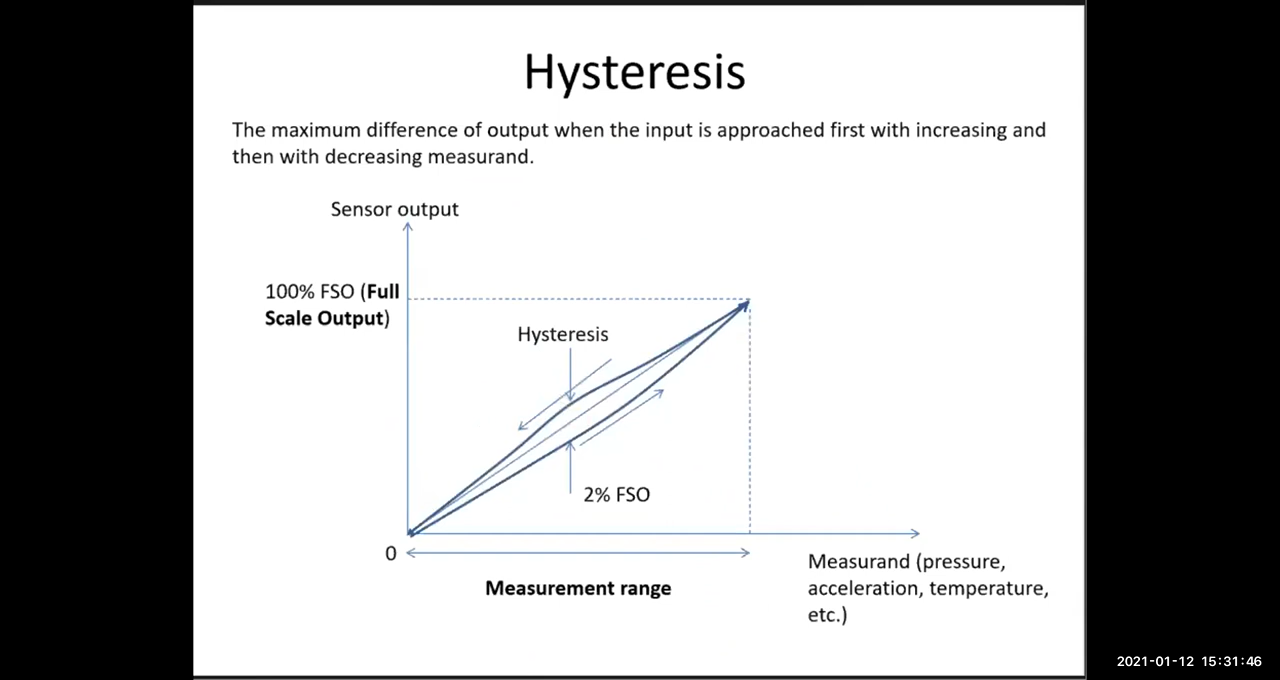 Hysteresis
The maximum difference of output when the input is approached first with increasing and
then with decreasing measurand.
Sensor output
100% FSO (Full
Scale Output)
Hysteresis
2% FSO
0
Measurement range
Measurand (pressure,
acceleration, temperature,
etc.)
2021-01-12 15:31:46